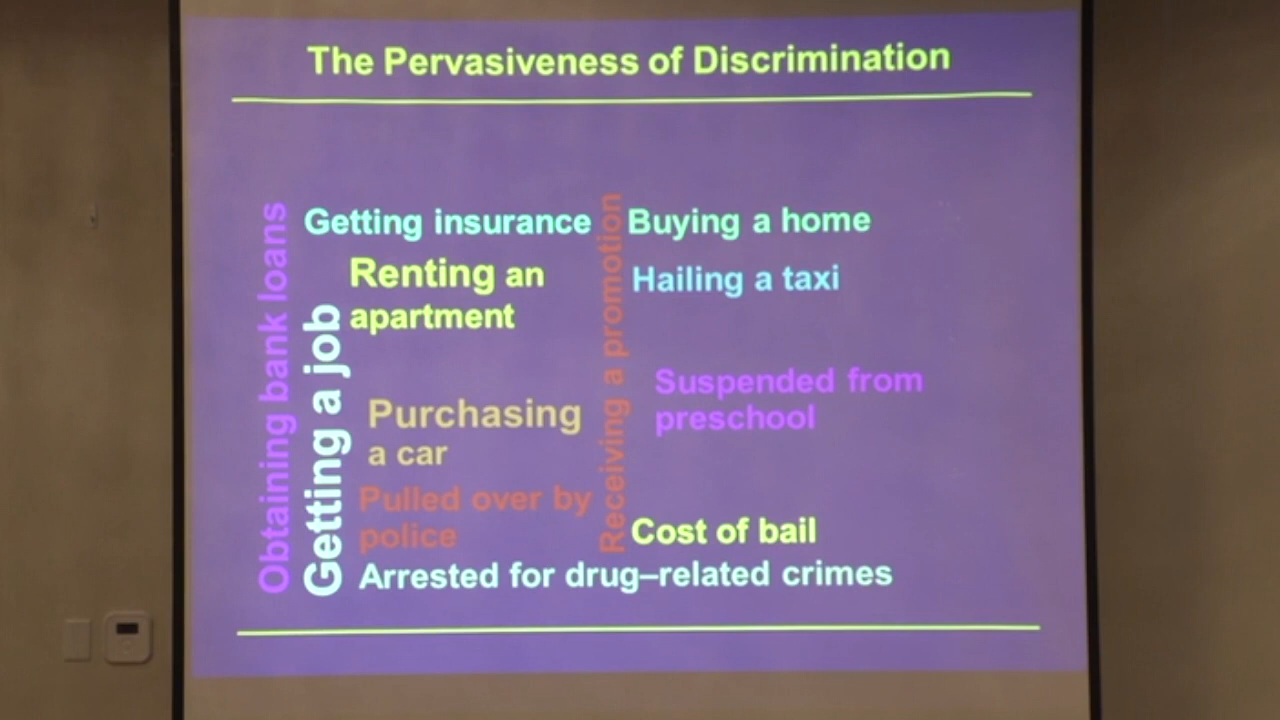 The Pervasiveness of Discrimination
Obtaining bank loans
Getting a job
Getting insurance
Renting an
apartment
Purchasing
a car
Pulled over by
police
Receiving a promotion
Buying a home
Hailing a taxi
Suspended from
preschool
Cost of bail
Arrested for drug–related crimes